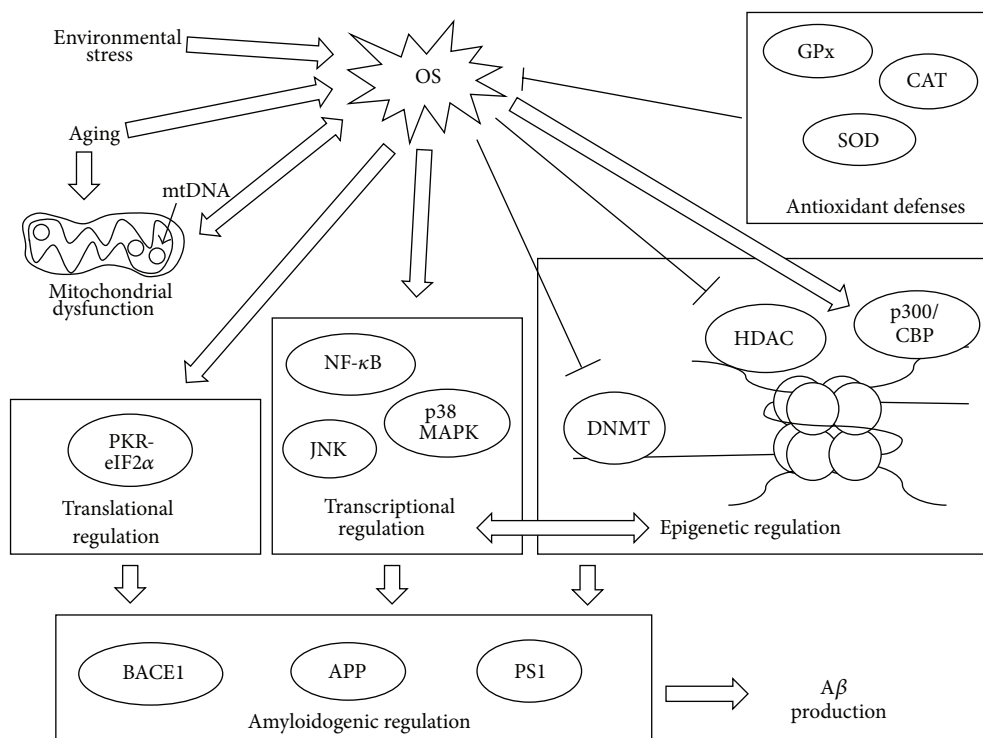 Environmental
stress
OS
GPx
CAT
SOD
Antioxidant defenses
Aging
mtDNA
Mitochondrial
dysfunction
p300/
CBP
HDAC
NF-κB
p38
MAPK
JNK
DNMT
PKR-
eIF2α
Translational
regulation
Transcriptional
regulation
Epigenetic regulation
BACE1
APP
PS1
Amyloidogenic regulation
Aβ
production